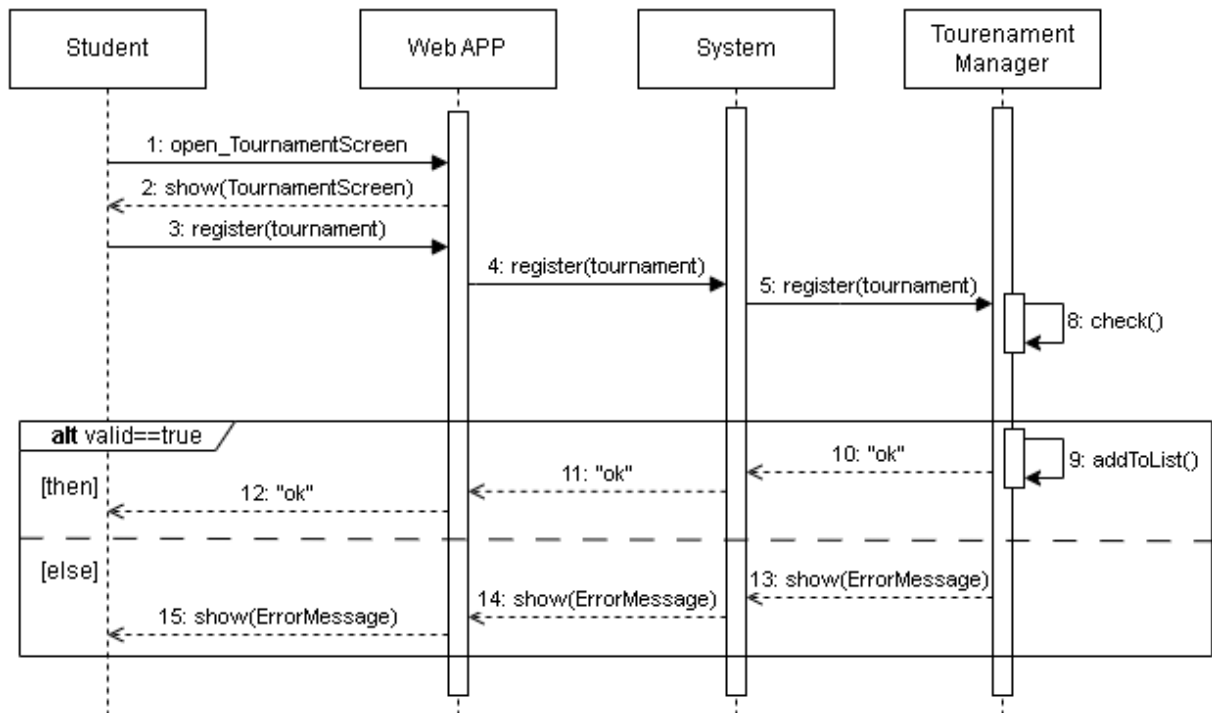 Student
Web APP
System
Tourenament
Manager
1: open_TournamentScreen
2: show(TournamentScreen)
3: register(tournament)
4: register(tournament)
5: register(tournament)
8: check()
alt valid==true
9: addToList()
10: "ok"
11: "ok"
[then]
12: "ok"
[else]
13: show(ErrorMessage)
14: show(ErrorMessage)
15: show(ErrorMessage)